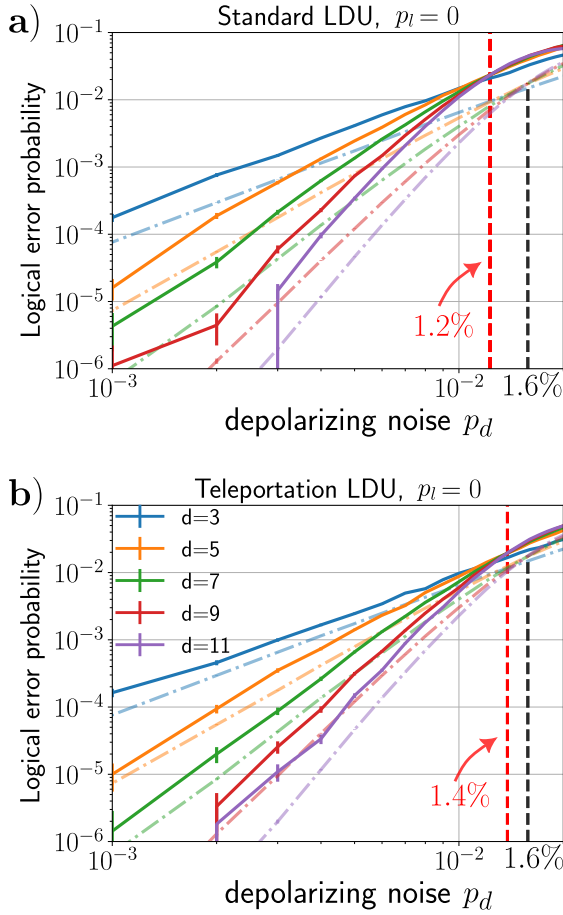 a) Standard LDU, p_l = 0
10^{-1}
10^{-2}
10^{-3}
10^{-4}
10^{-5}
10^{-6}
Logical error probability
1.2%
10^{-3} 10^{-2} 1.6%
depolarizing noise p_d
b) Teleportation LDU, p_l = 0
10^{-1}
10^{-2}
10^{-3}
10^{-4}
10^{-5}
10^{-6}
Logical error probability
d=3
d=5
d=7
d=9
d=11
1.4%
10^{-3} 10^{-2} 1.6%
depolarizing noise p_d